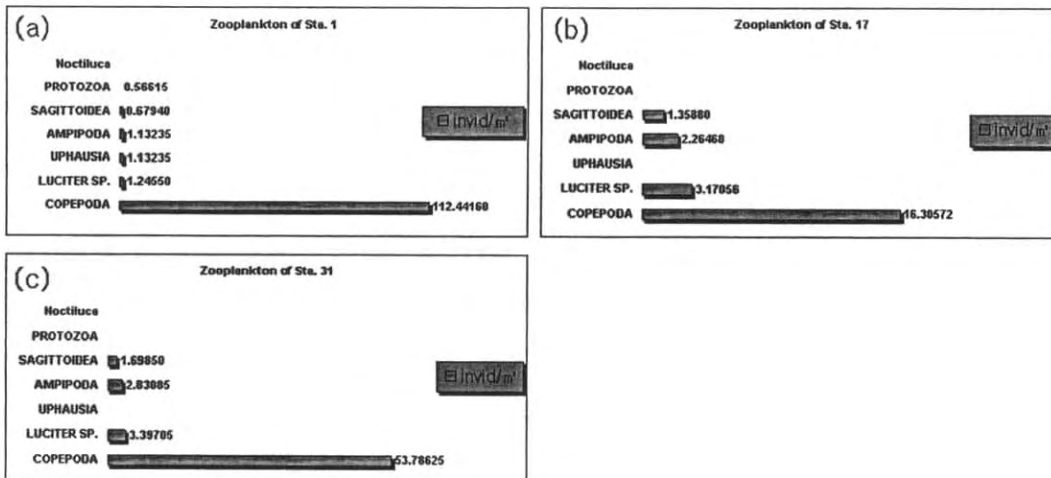 (a)
Zooplankton of Sta. 1
Noctiluca
PROTOZOA 0.56615
SAGITTOIDEA 0.67940
AMPIPODA 1.13235
UPHAUSIA 1.13235
LUCITER SP. 1.24550
COPEPODA 112.44160
invid/㎥
(b)
Zooplankton of Sta. 17
Noctiluca
PROTOZOA
SAGITTOIDEA 1.35880
AMPIPODA 2.26460
UPHAUSIA
LUCITER SP. 3.17056
COPEPODA 16.30572
invid/㎥
(c)
Zooplankton of Sta. 31
Noctiluca
PROTOZOA
SAGITTOIDEA 1.69850
AMPIPODA 2.83085
UPHAUSIA
LUCITER SP. 3.39705
COPEPODA 53.78625
invid/㎥